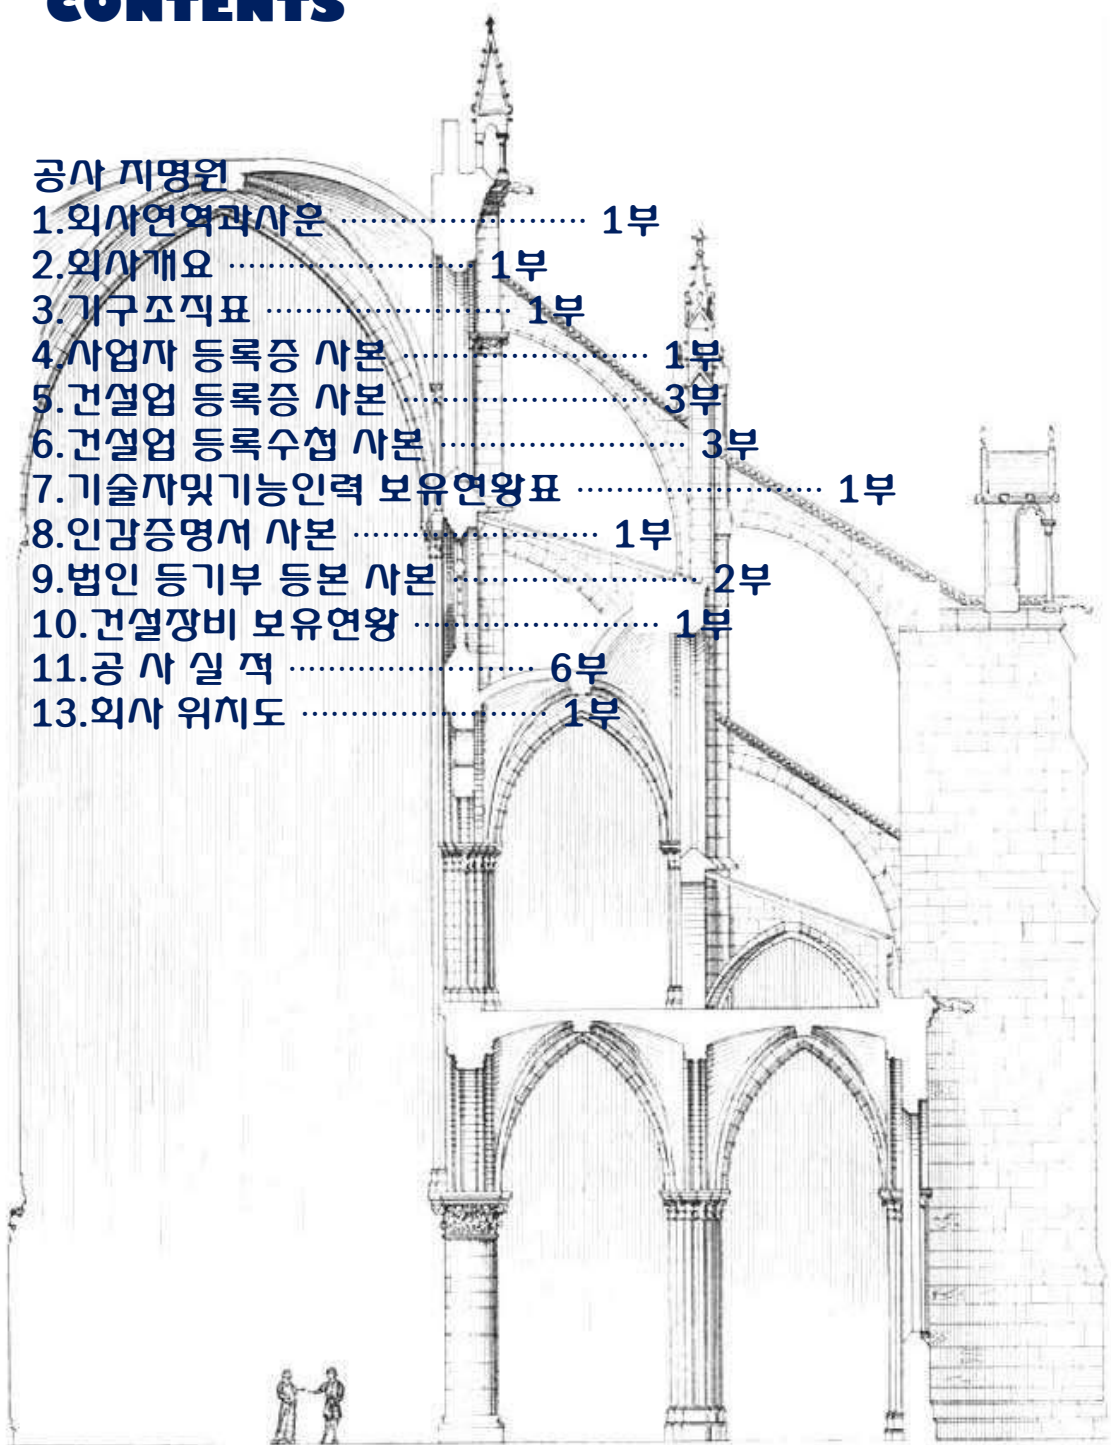 CONTENTS
공사 지명원
1.회사연혁과사훈 ························ 1부
2.회사개요 ························ 1부
3.기구조직표 ························ 1부
4.사업자 등록증 사본 ························ 1부
5.건설업 등록증 사본 ························ 3부
6.건설업 등록수첩 사본 ························ 3부
7.기술자및기능인력 보유현황표 ························ 1부
8.인감증명서 사본 ························ 1부
9.법인 등기부 등본 사본 ························ 2부
10.건설장비 보유현황 ························ 1부
11.공 사 실 적 ························ 6부
13.회사 위치도 ························ 1부